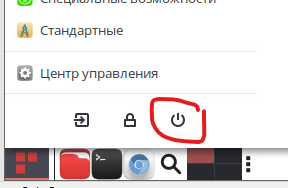 Специальные возможности
Стандартные
Центр управления